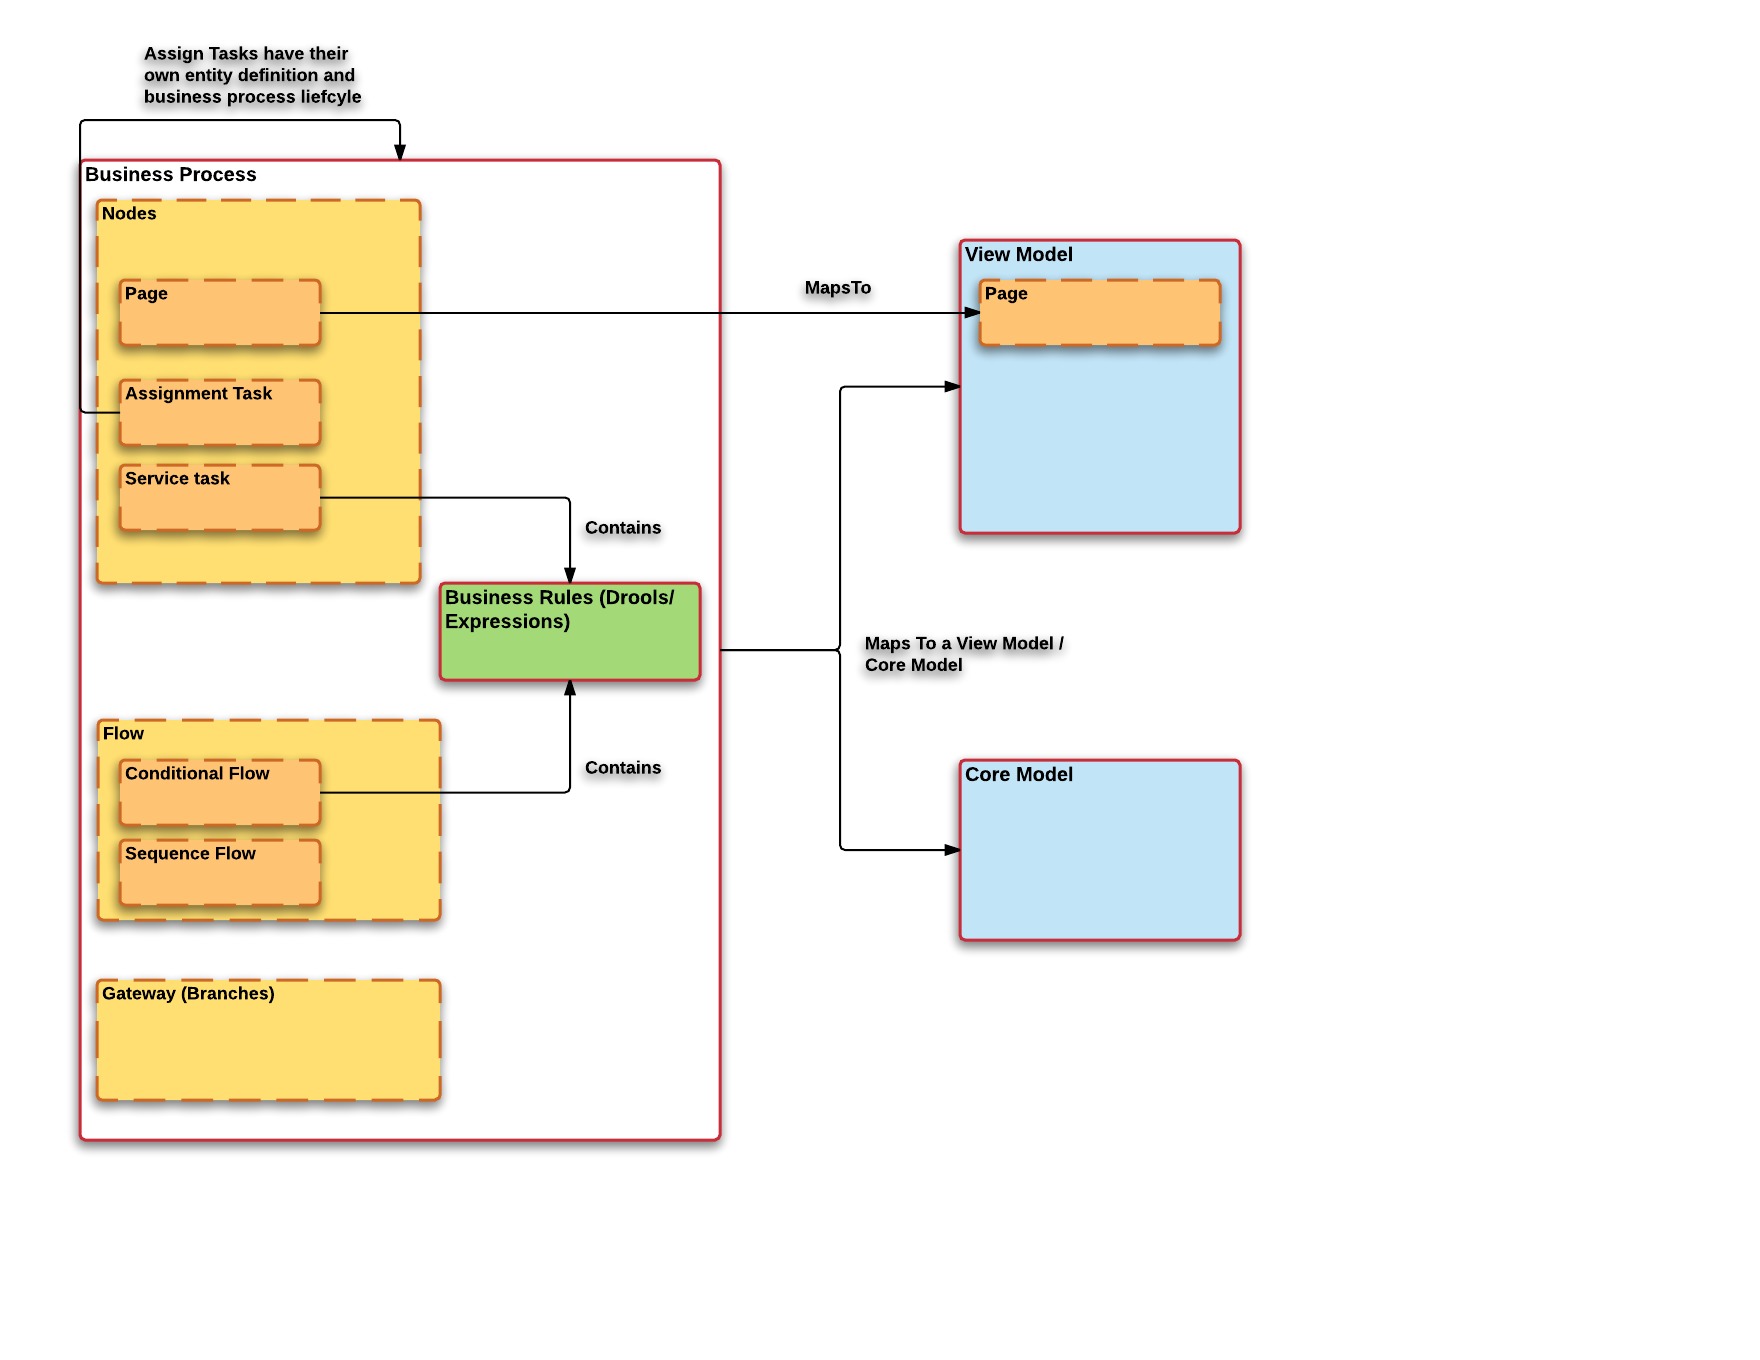 Assign Tasks have their
own entity definition and
business process liefcyle
Business Process
Nodes
Page
Assignment Task
Service task
Contains
Business Rules (Drools/
Expressions)
Flow
Conditional Flow
Contains
Sequence Flow
Gateway (Branches)
MapsTo
View Model
Page
Maps To a View Model /
Core Model
Core Model